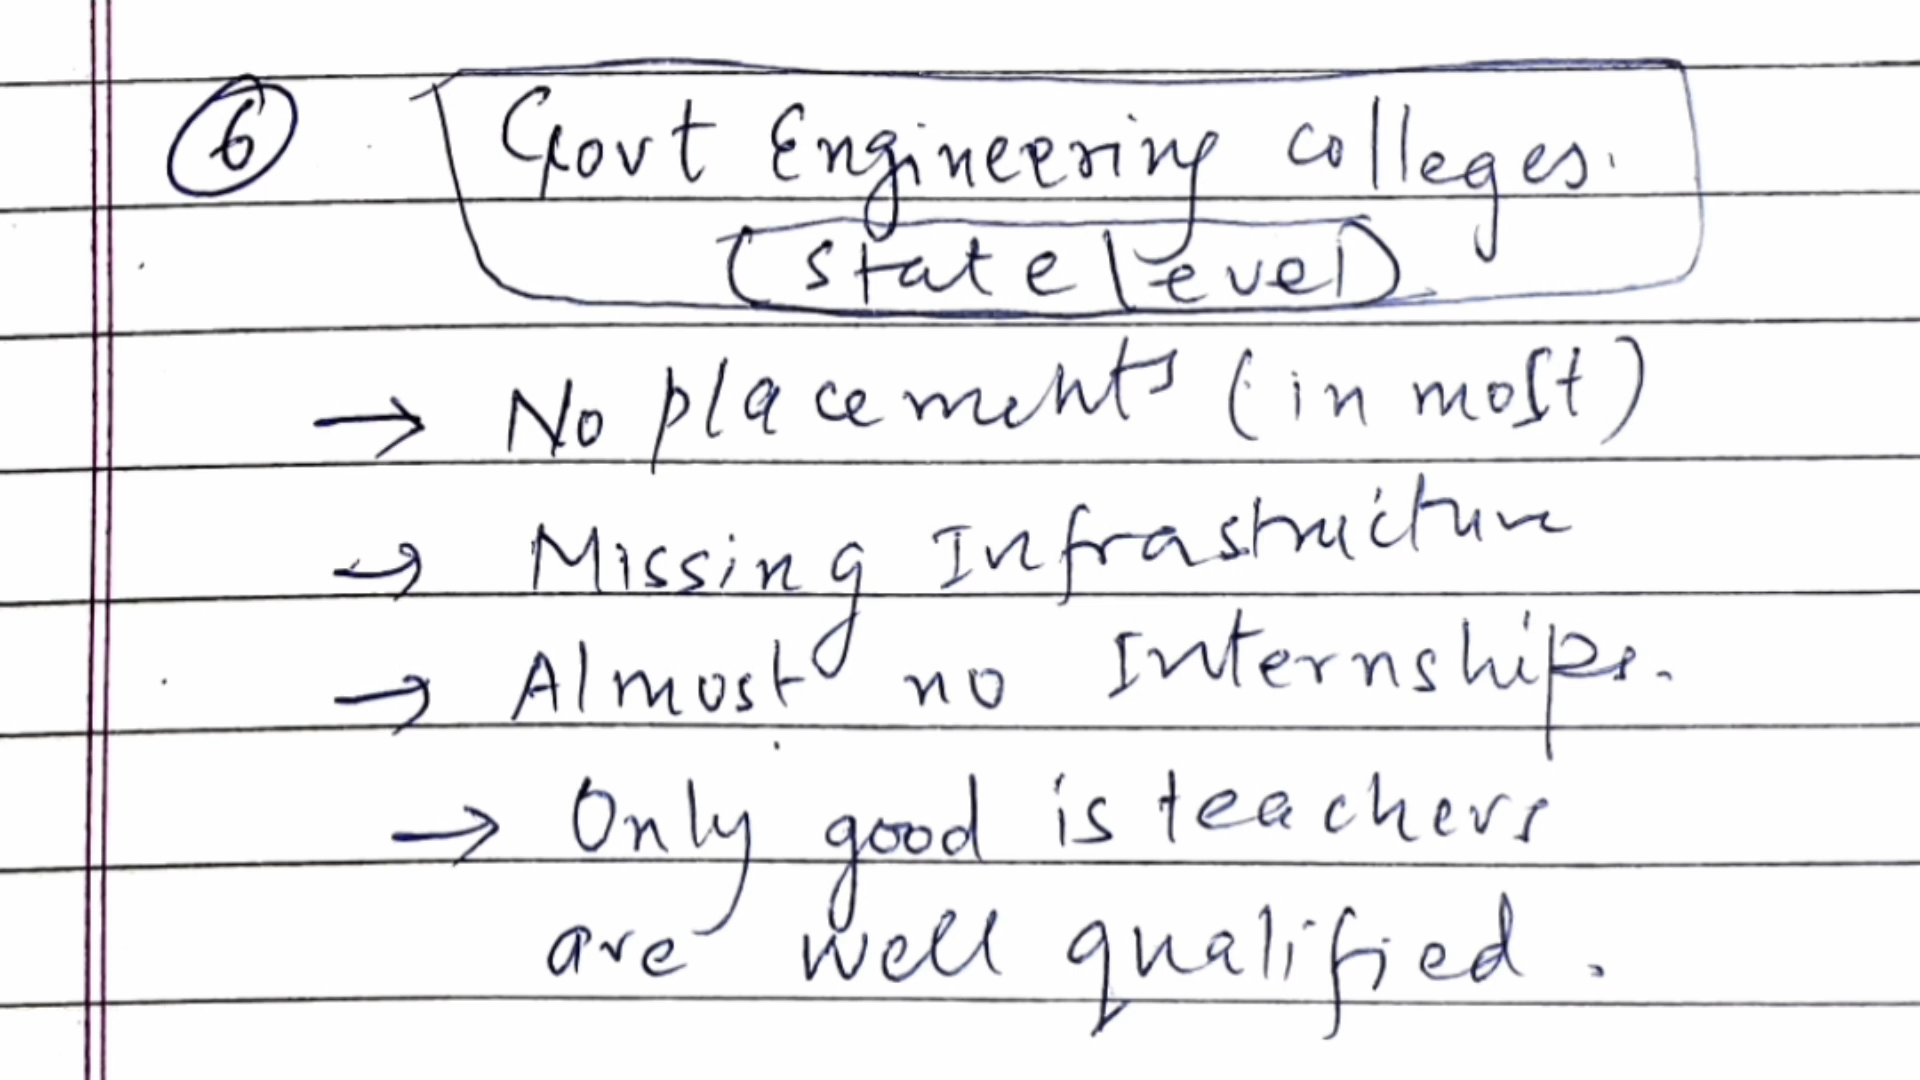 6 Govt Engineering colleges.
(state level)
→ No placements (in most)
→ Missing Infrastructure
→ Almost no Internships.
→ Only good is teachers
are well qualified.